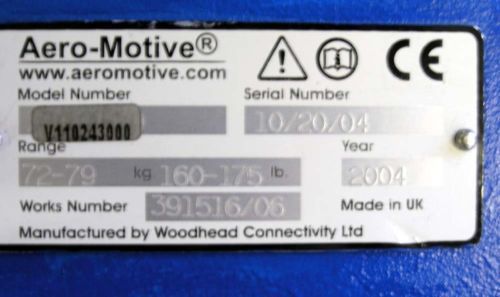 Aero-Motive®
www.aeromotive.com
CE
Model Number
Serial Number
V110243000
10/20/04
Range
Year
72-79 kg 160-175 lb.
2004
Works Number 391516/06
Made in UK
Manufactured by Woodhead Connectivity Ltd